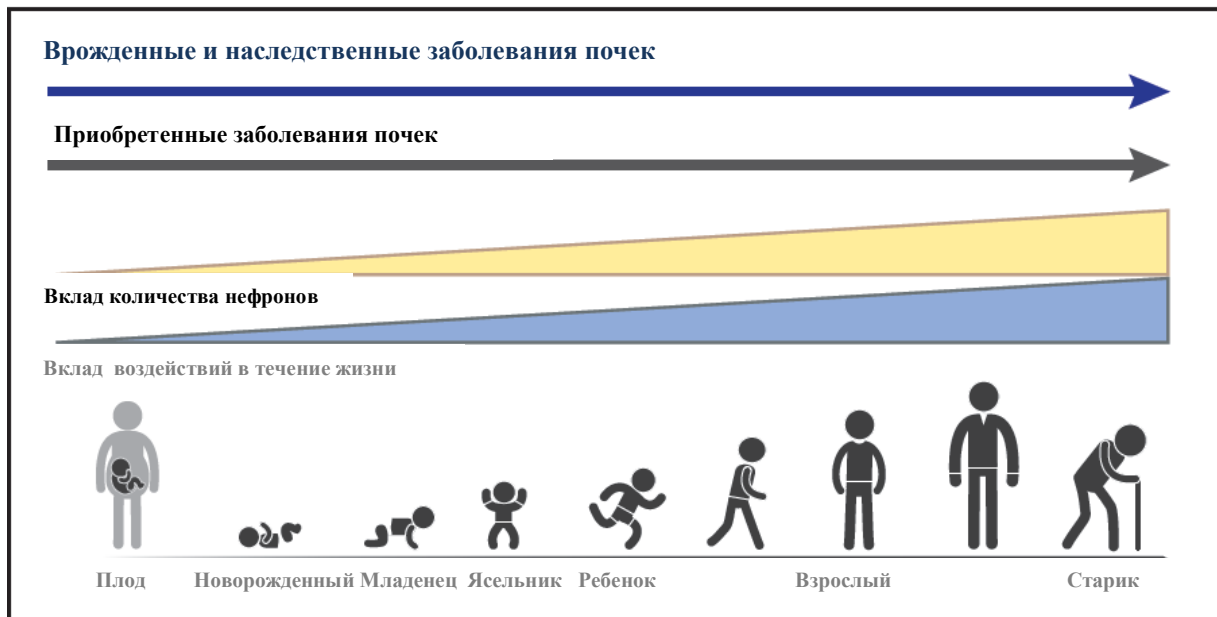 Врожденные и наследственные заболевания почек
Приобретенные заболевания почек
Вклад количества нефронов
Вклад воздействий в течение жизни
Плод Новорожденный Младенец Ясельник Ребенок Взрослый Старик